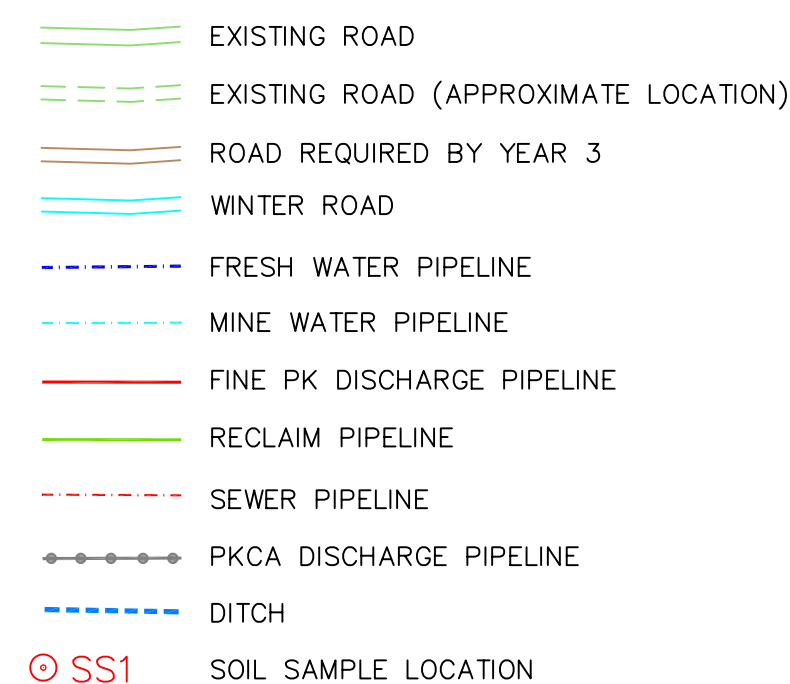 EXISTING ROAD
EXISTING ROAD (APPROXIMATE LOCATION)
ROAD REQUIRED BY YEAR 3
WINTER ROAD
FRESH WATER PIPELINE
MINE WATER PIPELINE
FINE PK DISCHARGE PIPELINE
RECLAIM PIPELINE
SEWER PIPELINE
PKCA DISCHARGE PIPELINE
DITCH
SS1 SOIL SAMPLE LOCATION